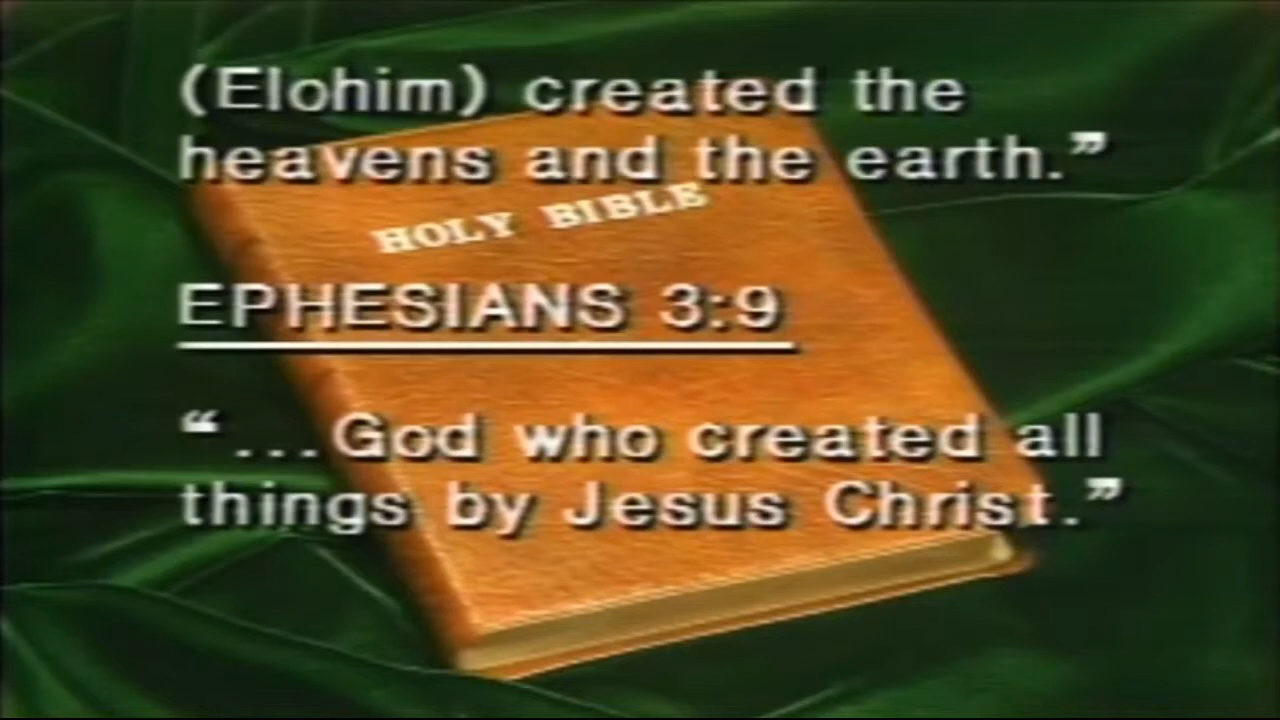 (Elohim) created the
heavens and the earth.”
HOLY BIBLE
EPHESIANS 3:9
“...God who created all
things by Jesus Christ.”